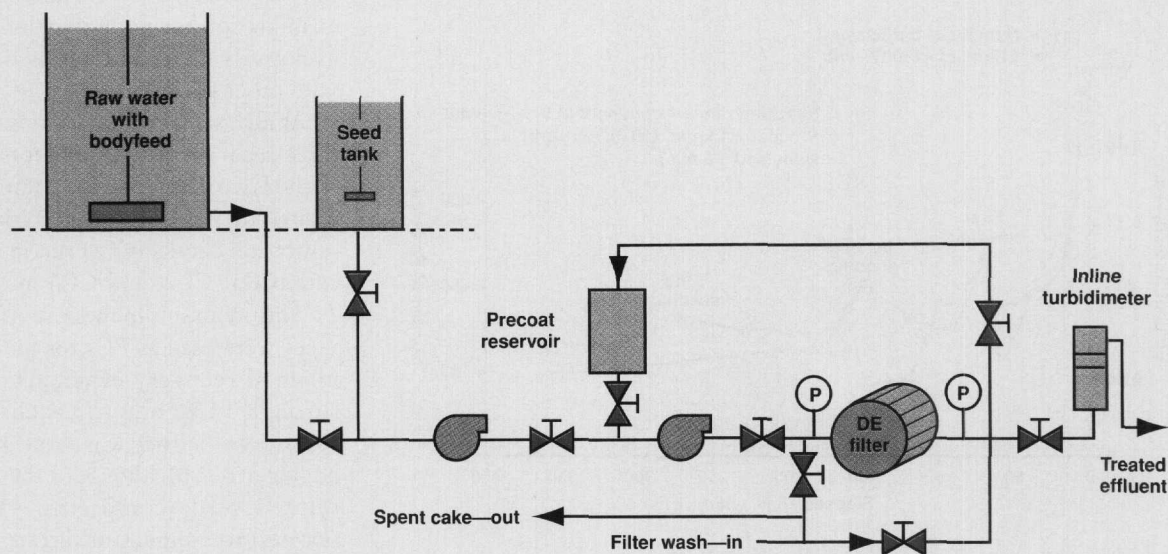 Raw water
with
bodyfeed
Seed
tank
Precoat
reservoir
Inline
turbidimeter
P
DE
filter
P
Treated
effluent
Spent cake—out
Filter wash—in